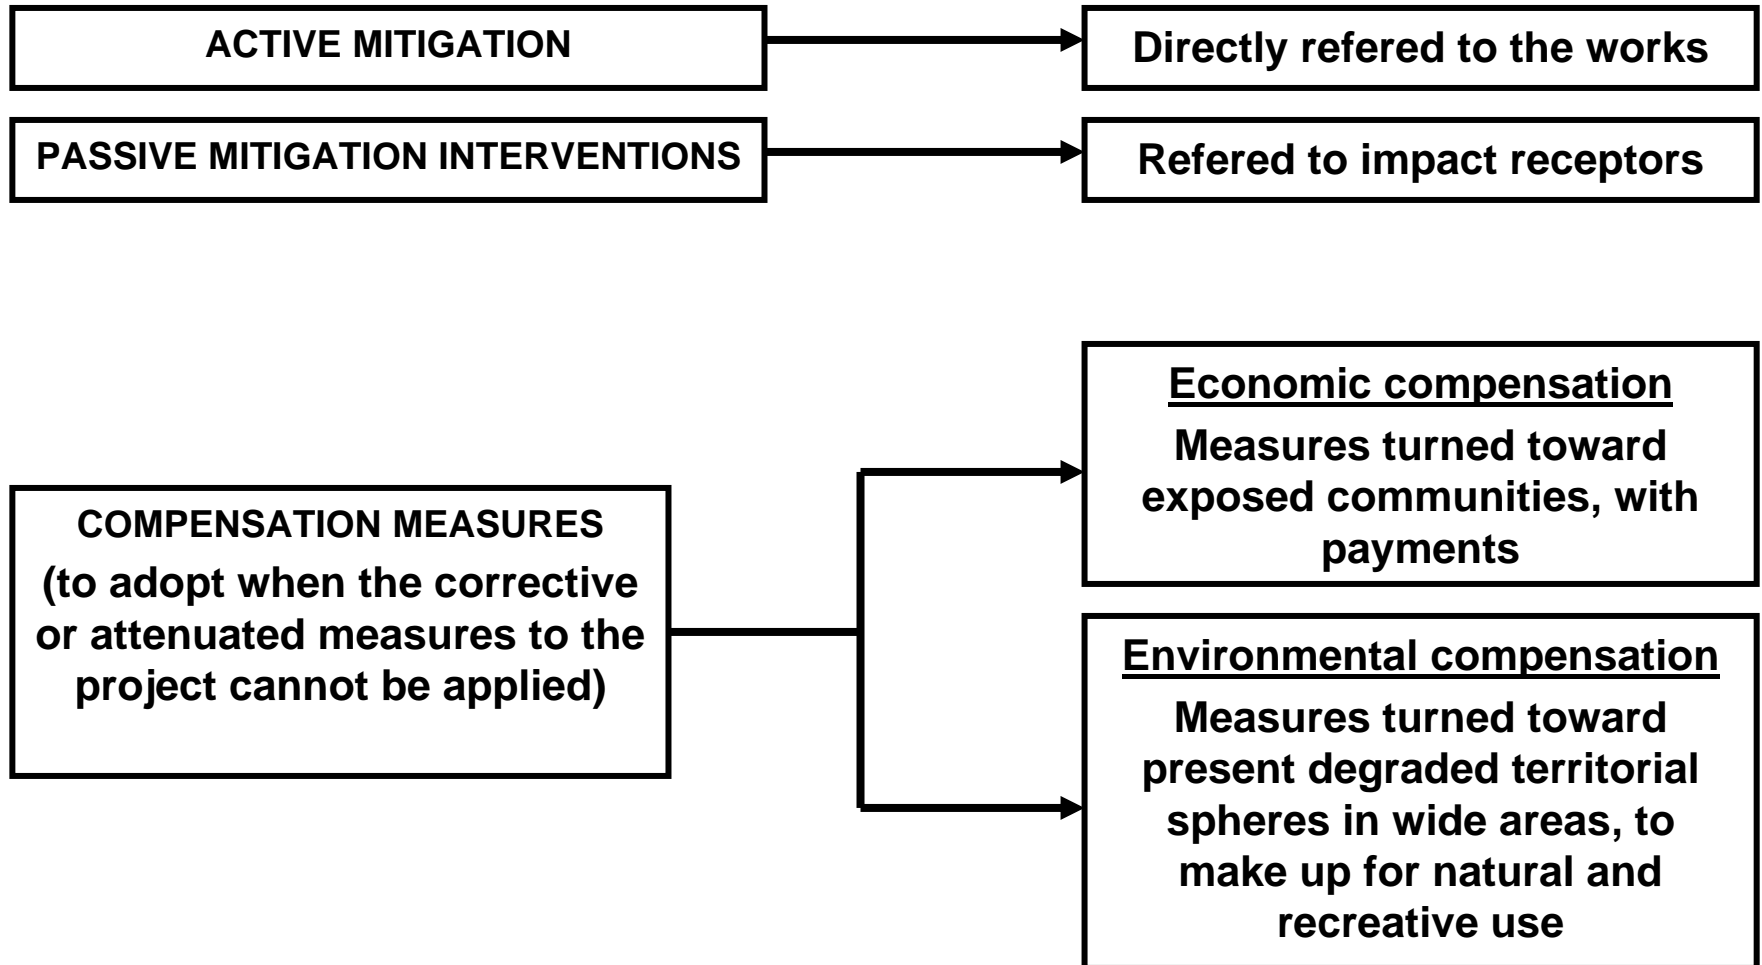 ACTIVE MITIGATION
Directly refered to the works
PASSIVE MITIGATION INTERVENTIONS
Refered to impact receptors
COMPENSATION MEASURES
(to adopt when the corrective
or attenuated measures to the
project cannot be applied)
Economic compensation
Measures turned toward
exposed communities, with
payments
Environmental compensation
Measures turned toward
present degraded territorial
spheres in wide areas, to
make up for natural and
recreative use